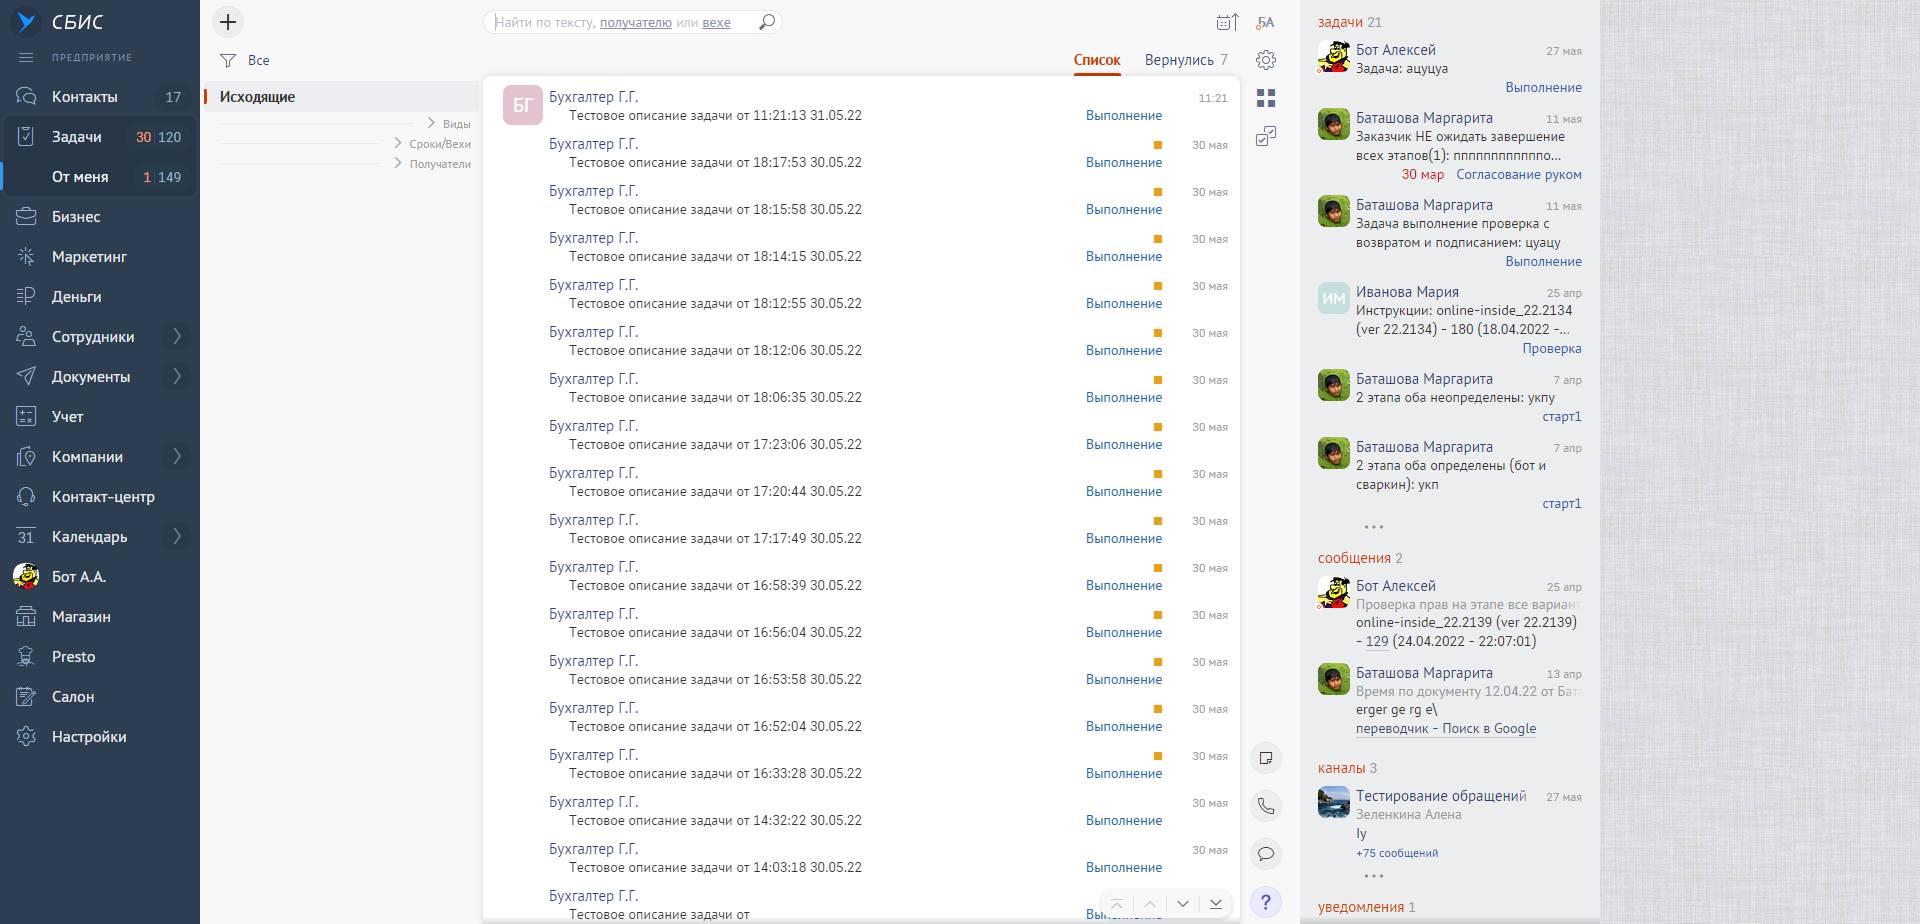 СБИС
ПРЕДПРИЯТИЕ
Контакты 17
Задачи 30 120
От меня 1 149
Бизнес
Маркетинг
Деньги
Сотрудники
Документы
Учет
Компании
Контакт-центр
31 Календарь
Бот А.А.
Магазин
Presto
Салон
Настройки
Найти по тексту, получателю или вехе
Все
Список Вернулись 7
Исходящие
Виды
Сроки/Вехи
Получатели
БГ
Бухгалтер Г.Г. 11:21
Тестовое описание задачи от 11:21:13 31.05.22 Выполнение
Бухгалтер Г.Г. 30 мая
Тестовое описание задачи от 18:17:53 30.05.22 Выполнение
Бухгалтер Г.Г. 30 мая
Тестовое описание задачи от 18:15:58 30.05.22 Выполнение
Бухгалтер Г.Г. 30 мая
Тестовое описание задачи от 18:14:15 30.05.22 Выполнение
Бухгалтер Г.Г. 30 мая
Тестовое описание задачи от 18:12:55 30.05.22 Выполнение
Бухгалтер Г.Г. 30 мая
Тестовое описание задачи от 18:12:06 30.05.22 Выполнение
Бухгалтер Г.Г. 30 мая
Тестовое описание задачи от 18:06:35 30.05.22 Выполнение
Бухгалтер Г.Г. 30 мая
Тестовое описание задачи от 17:23:06 30.05.22 Выполнение
Бухгалтер Г.Г. 30 мая
Тестовое описание задачи от 17:20:44 30.05.22 Выполнение
Бухгалтер Г.Г. 30 мая
Тестовое описание задачи от 17:17:49 30.05.22 Выполнение
Бухгалтер Г.Г. 30 мая
Тестовое описание задачи от 16:58:39 30.05.22 Выполнение
Бухгалтер Г.Г. 30 мая
Тестовое описание задачи от 16:56:04 30.05.22 Выполнение
Бухгалтер Г.Г. 30 мая
Тестовое описание задачи от 16:53:58 30.05.22 Выполнение
Бухгалтер Г.Г. 30 мая
Тестовое описание задачи от 16:52:04 30.05.22 Выполнение
Бухгалтер Г.Г. 30 мая
Тестовое описание задачи от 16:33:28 30.05.22 Выполнение
Бухгалтер Г.Г. 30 мая
Тестовое описание задачи от 14:32:22 30.05.22 Выполнение
Бухгалтер Г.Г. 30 мая
Тестовое описание задачи от 14:03:18 30.05.22 Выполнение
Бухгалтер Г.Г.
Тестовое описание задачи от
БА
?
задачи 21
Бот Алексей 27 мая
Задача: ацуцуа
Выполнение
Баташова Маргарита 11 мая
Заказчик НЕ ожидать завершение
всех этапов(1): ппппппппппппо...
30 мар Согласование руком
Баташова Маргарита 11 мая
Задача выполнение проверка с
возвратом и подписанием: цуацу
Выполнение
ИМ
Иванова Мария 25 апр
Инструкции: online-inside_22.2134
(ver 22.2134) - 180 (18.04.2022 -...
Проверка
Баташова Маргарита 7 апр
2 этапа оба неопределены: укпу
старт1
Баташова Маргарита 7 апр
2 этапа оба определены (бот и
сваркин): укп
старт1
сообщения 2
Бот Алексей 25 апр
Проверка прав на этапе все вариант
online-inside_22.2139 (ver 22.2139)
- 129 (24.04.2022 - 22:07:01)
Баташова Маргарита 13 апр
Время по документу 12.04.22 от Бат
erger ge rg e\
переводчик - Поиск в Google
каналы 3
Тестирование обращений 27 мая
Зеленкина Алена
ly
+75 сообщений
уведомления 1